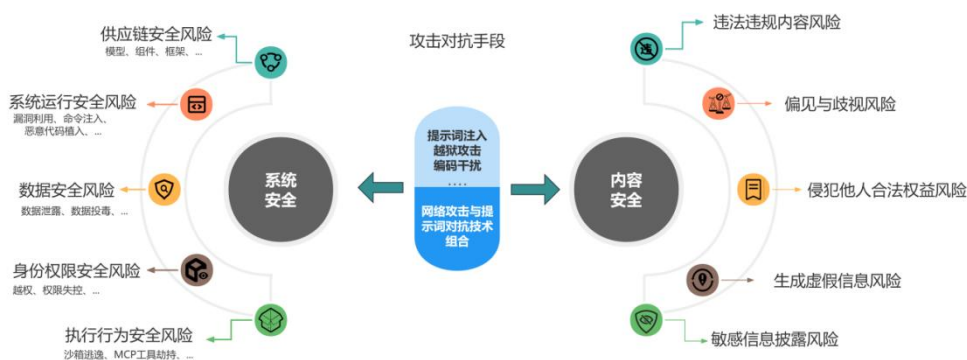 攻击对抗手段
供应链安全风险
模型、组件、框架、...
系统运行安全风险
漏洞利用、命令注入、
恶意代码植入、...
数据安全风险
数据泄露、数据投毒、...
身份权限安全风险
越权、权限失控、...
执行行为安全风险
沙箱逃逸、MCP工具劫持、...
系统
安全
提示词注入
越狱攻击
编码干扰
....
网络攻击与提
示词对抗技术
组合
内容
安全
违
违法违规内容风险
偏见与歧视风险
侵犯他人合法权益风险
生成虚假信息风险
敏感信息披露风险